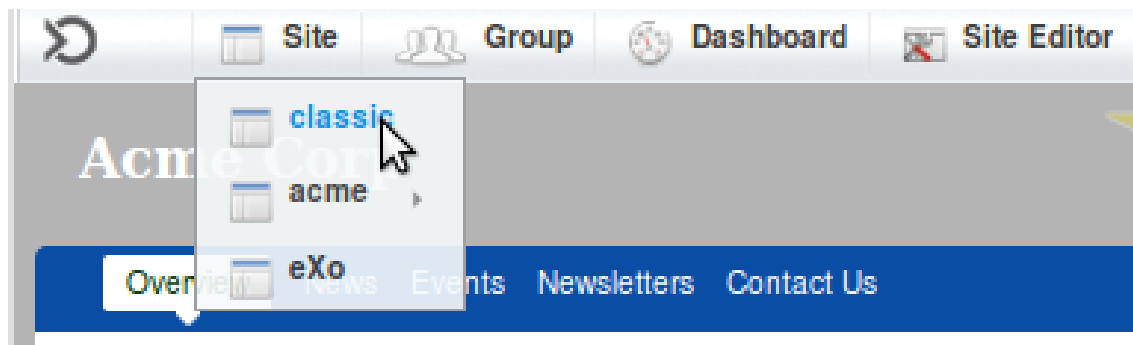 Site Group Dashboard Site Editor
classic
Acme Corp
acme
eXo
Overview News Events Newsletters Contact Us